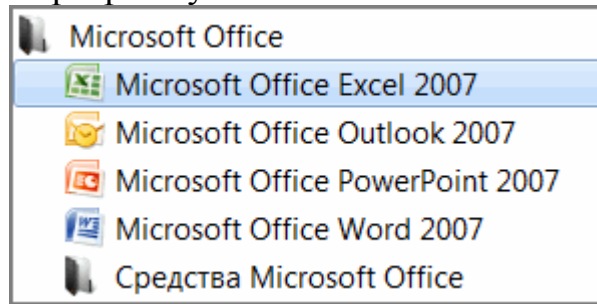 Microsoft Office
Microsoft Office Excel 2007
Microsoft Office Outlook 2007
Microsoft Office PowerPoint 2007
Microsoft Office Word 2007
Средства Microsoft Office